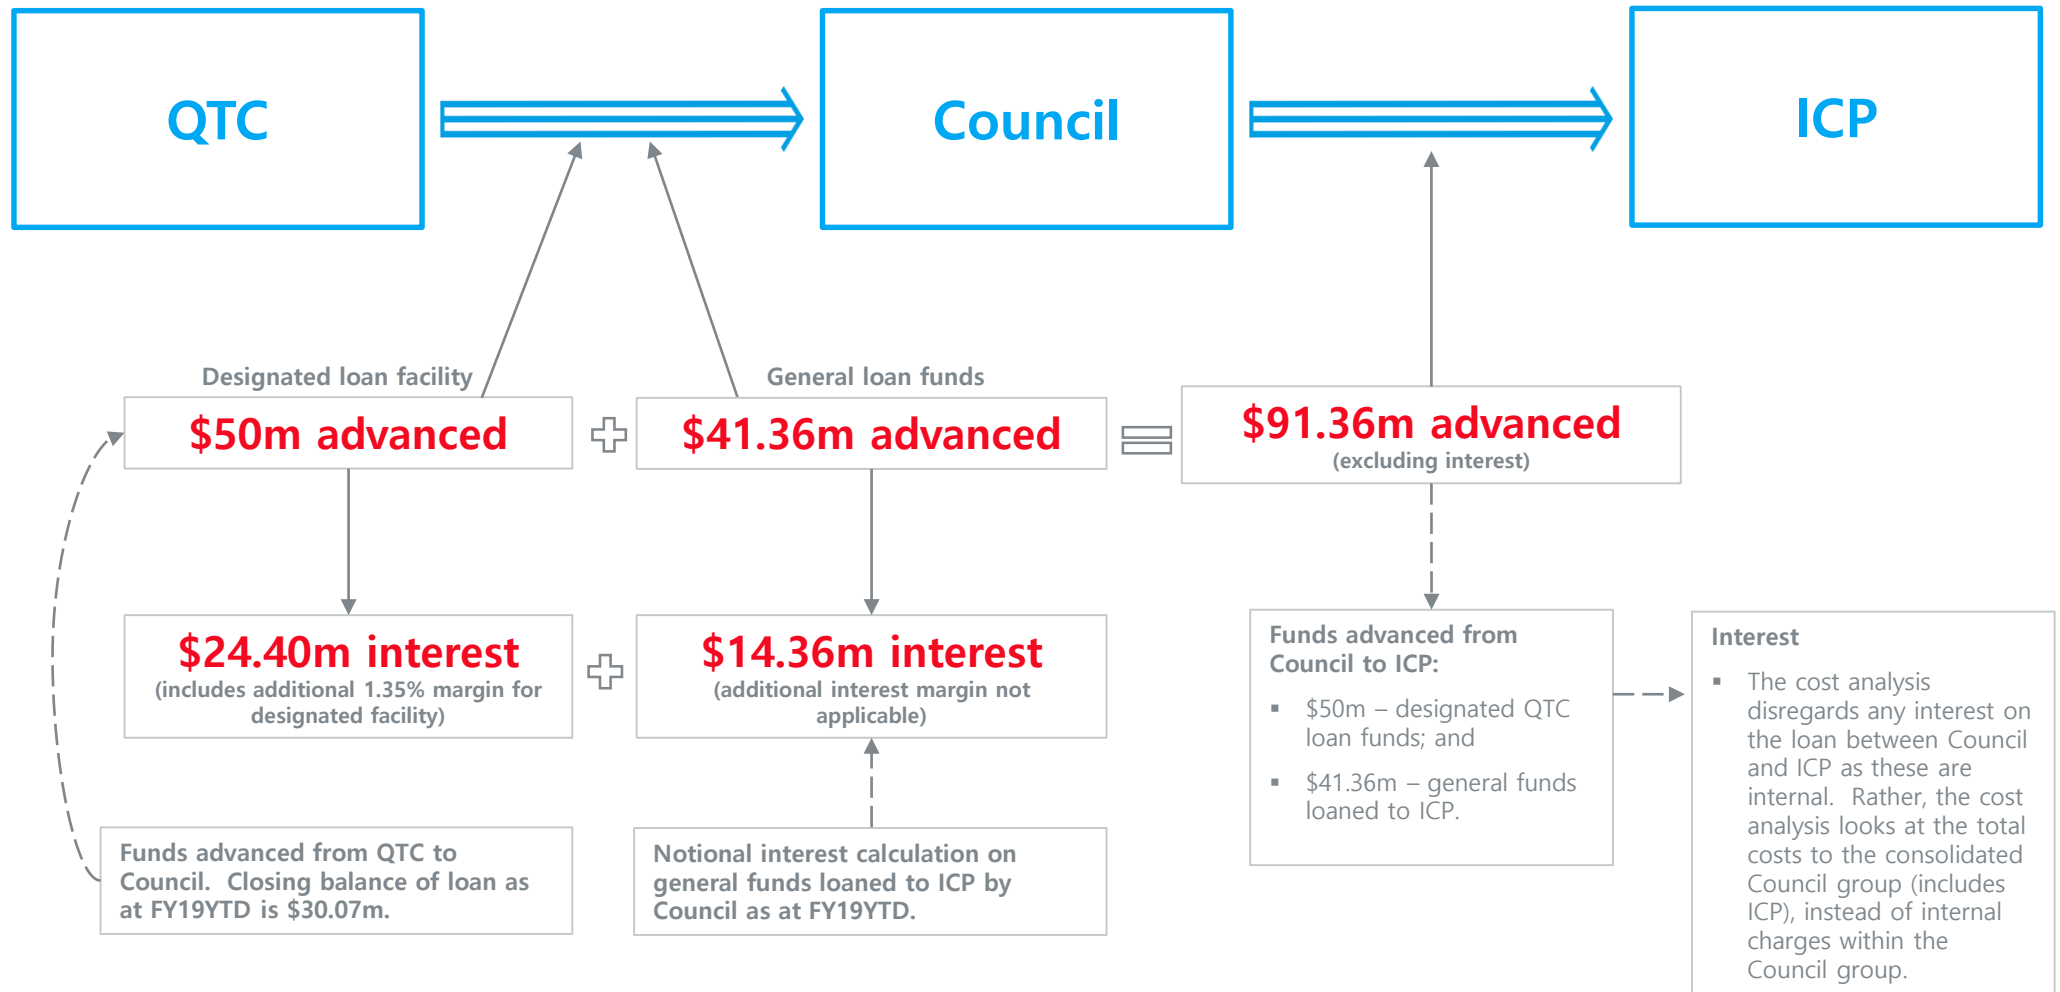 QTC
Council
ICP
Designated loan facility
$50m advanced
General loan funds
$41.36m advanced
$91.36m advanced
(excluding interest)
$24.40m interest
(includes additional 1.35% margin for
designated facility)
$14.36m interest
(additional interest margin not
applicable)
Funds advanced from QTC to
Council.  Closing balance of loan as
at FY19YTD is $30.07m.
Notional interest calculation on
general funds loaned to ICP by
Council as at FY19YTD.
Funds advanced from
Council to ICP:
▪ $50m – designated QTC
loan funds; and
▪ $41.36m – general funds
loaned to ICP.
Interest
▪ The cost analysis
disregards any interest on
the loan between Council
and ICP as these are
internal.  Rather, the cost
analysis looks at the total
costs to the consolidated
Council group (includes
ICP), instead of internal
charges within the
Council group.